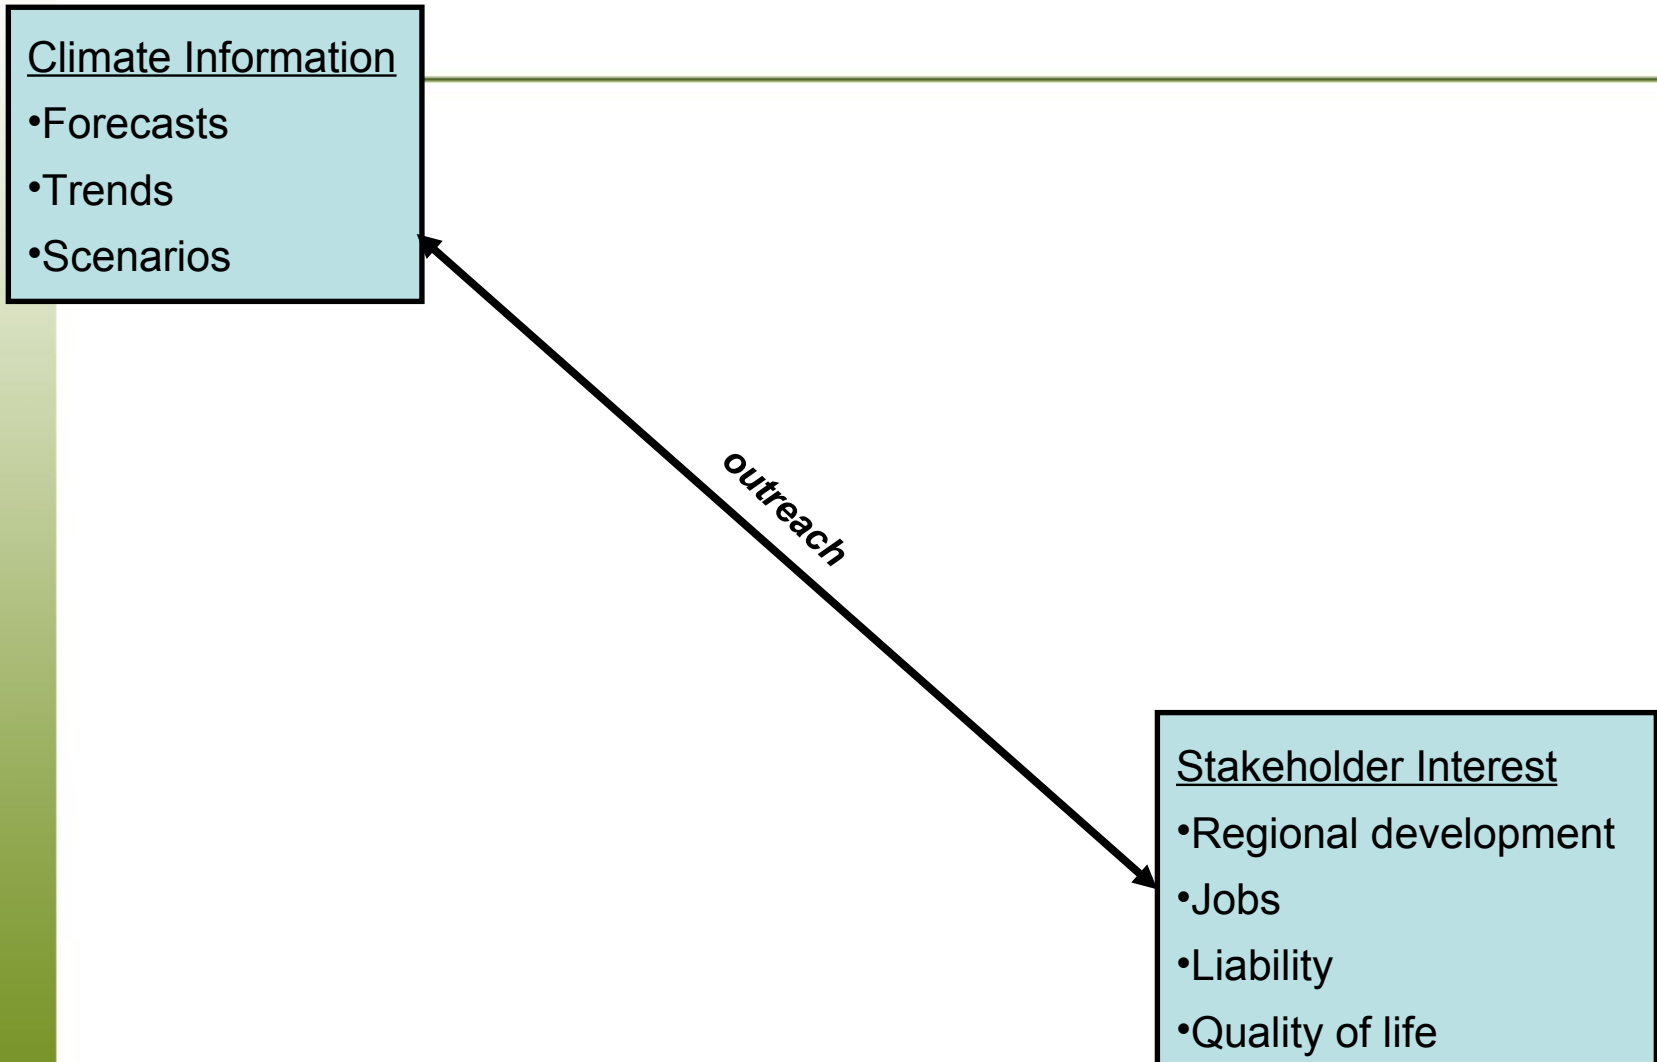 Climate Information
•Forecasts
•Trends
•Scenarios
outreach
Stakeholder Interest
•Regional development
•Jobs
•Liability
•Quality of life